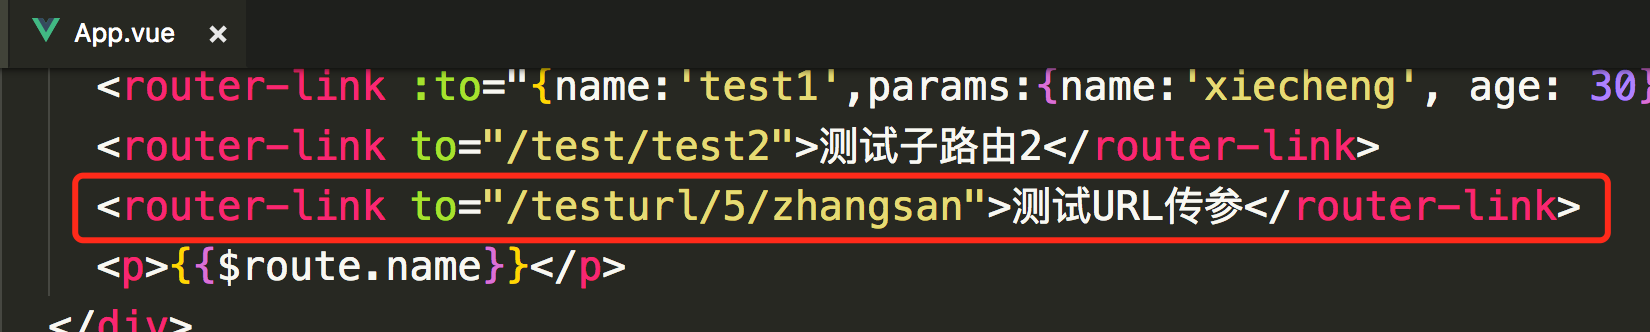 App.vue ×
<router-link :to="{name:'test1',params:{name:'xiecheng', age: 30}
<router-link to="/test/test2">测试子路由2</router-link>
<router-link to="/testurl/5/zhangsan">测试URL传参</router-link>
<p>{{$route.name}}</p>
</div>